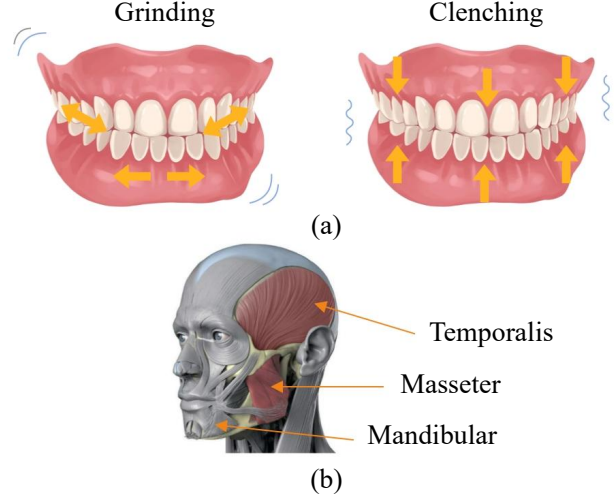 Grinding
Clenching
(a)
Temporalis
Masseter
Mandibular
(b)